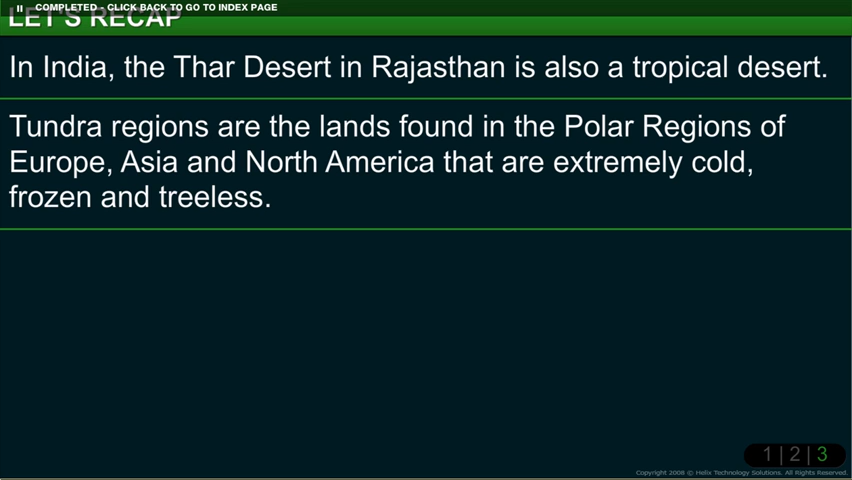 COMPLETED - CLICK BACK TO GO TO INDEX PAGE
LET'S RECAP
In India, the Thar Desert in Rajasthan is also a tropical desert.
Tundra regions are the lands found in the Polar Regions of
Europe, Asia and North America that are extremely cold,
frozen and treeless.
1 | 2 | 3
Copyright 2008 © Helix Technology Solutions. All Rights Reserved.